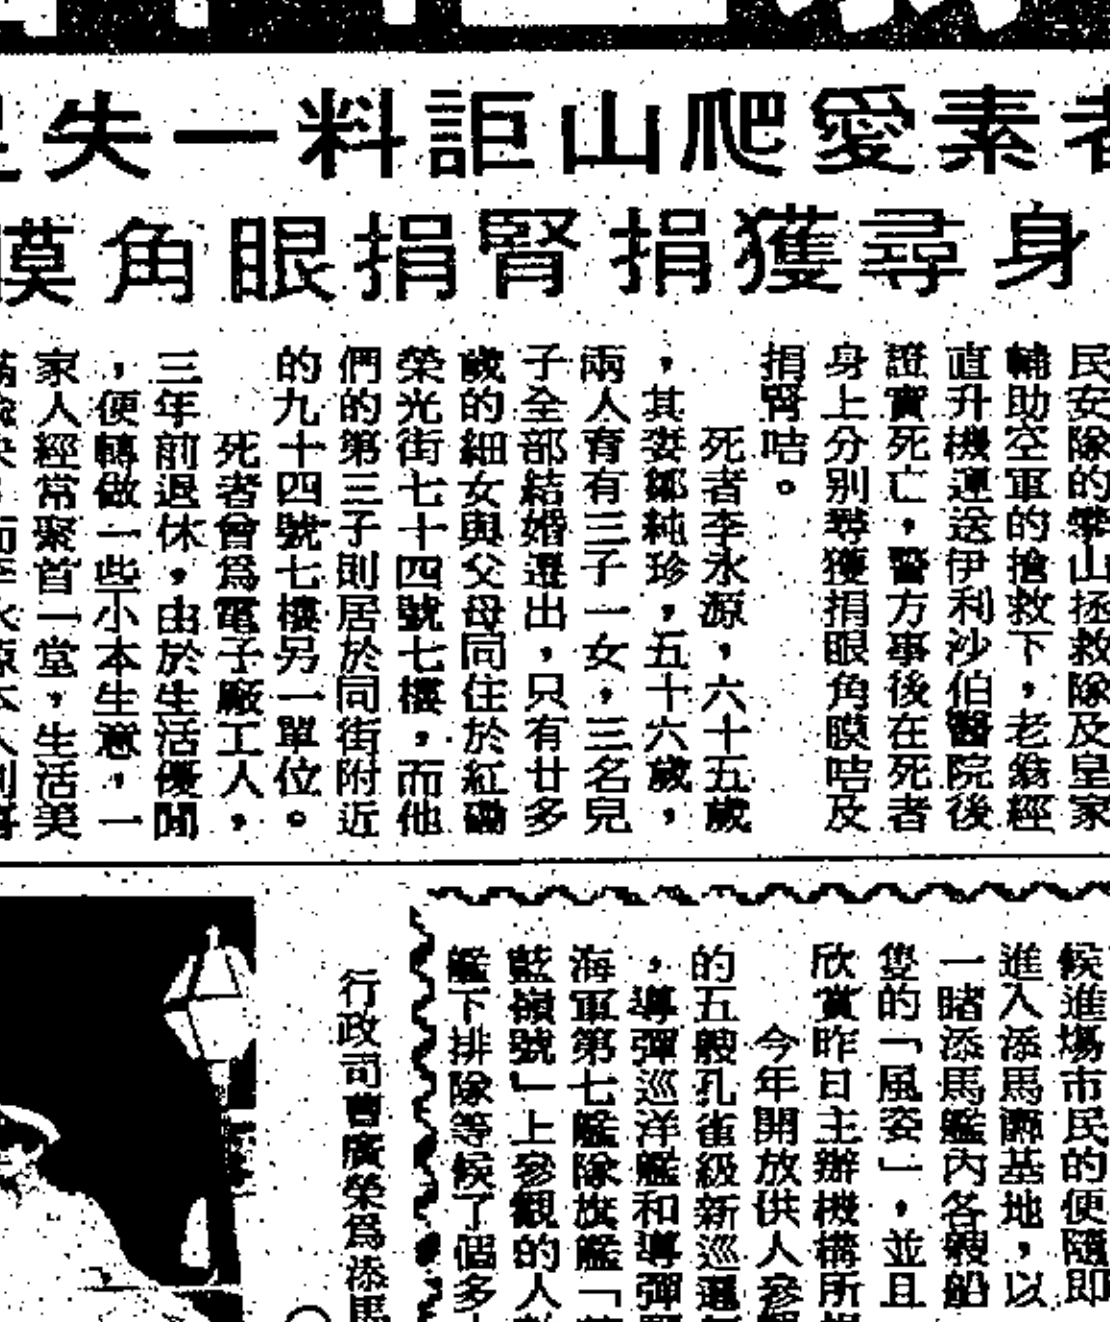 者素愛爬山詎料一失足
身尋獲捐腎捐眼角膜
民安隊的攀山拯救隊及皇家
輔助空軍的搶救下，老翁經
直升機運送伊利沙伯醫院後
證實死亡，警方事後在死者
身上分別尋獲捐眼角膜咭及
捐腎咭。
死者李永源，六十五歲
，其妻鄒純珍，五十六歲，
兩人育有三子一女，三名兒
子全部結婚遷出，只有廿多
歲的細女與父母同住於紅磡
榮光街七十四號七樓，而他
們的第三子則居於同街附近
的九十四號七樓另一單位。
死者曾爲電子廠工人，
三年前退休，由於生活優閒
，便轉做一些小本生意，一
家人經常聚首一堂，生活美
候進場市民的便隨即
進入添馬艦基地，以
一睹添馬艦內各艘船
隻的「風姿」，並且
欣賞昨日主辦機構所
今年開放供人參
的五艘孔雀級新巡邏
，導彈巡洋艦和導彈
海軍第七艦隊旗艦「
藍嶺號」上參觀的人
艦下排隊等候了個多
行政司曹廣榮爲添馬